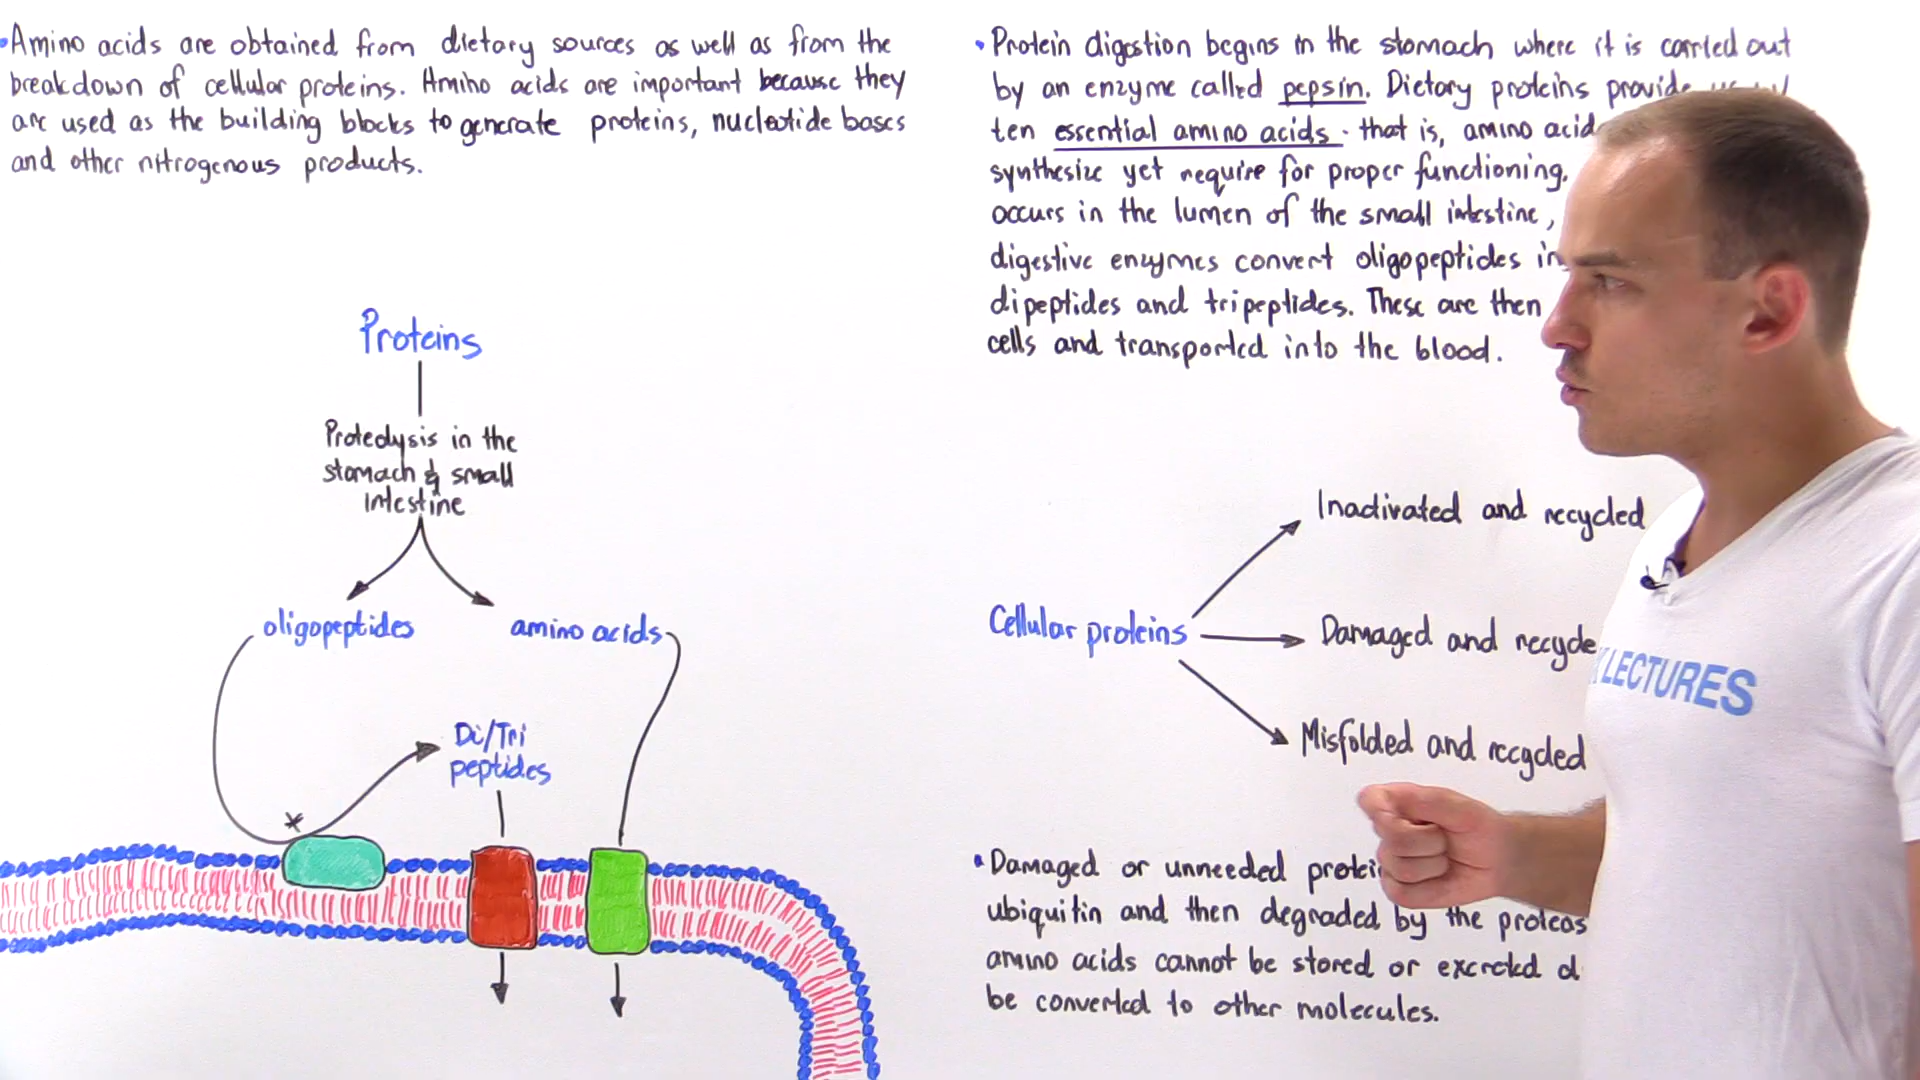 •Amino acids are obtained from dietary sources as well as from the
breakdown of cellular proteins. Amino acids are important because they
are used as the building blocks to generate proteins, nucleotide bases
and other nitrogenous products.
Proteins
Proteolysis in the
stomach & small
intestine
oligopeptides
amino acids
Di/Tri
peptides
*
• Protein digestion begins in the stomach where it is carried out
by an enzyme called pepsin. Dietary proteins provide
ten essential amino acids - that is, amino acid
synthesize yet require for proper functioning.
occurs in the lumen of the small intestine,
digestive enzymes convert oligopeptides in
dipeptides and tripeptides. These are then
cells and transported into the blood.
Cellular proteins
Inactivated and recycled
Damaged and recycle
Misfolded and recycled
• Damaged or unneeded protei
ubiquitin and then degraded by the proteas
amino acids cannot be stored or excreted
be converted to other molecules.
LECTURES